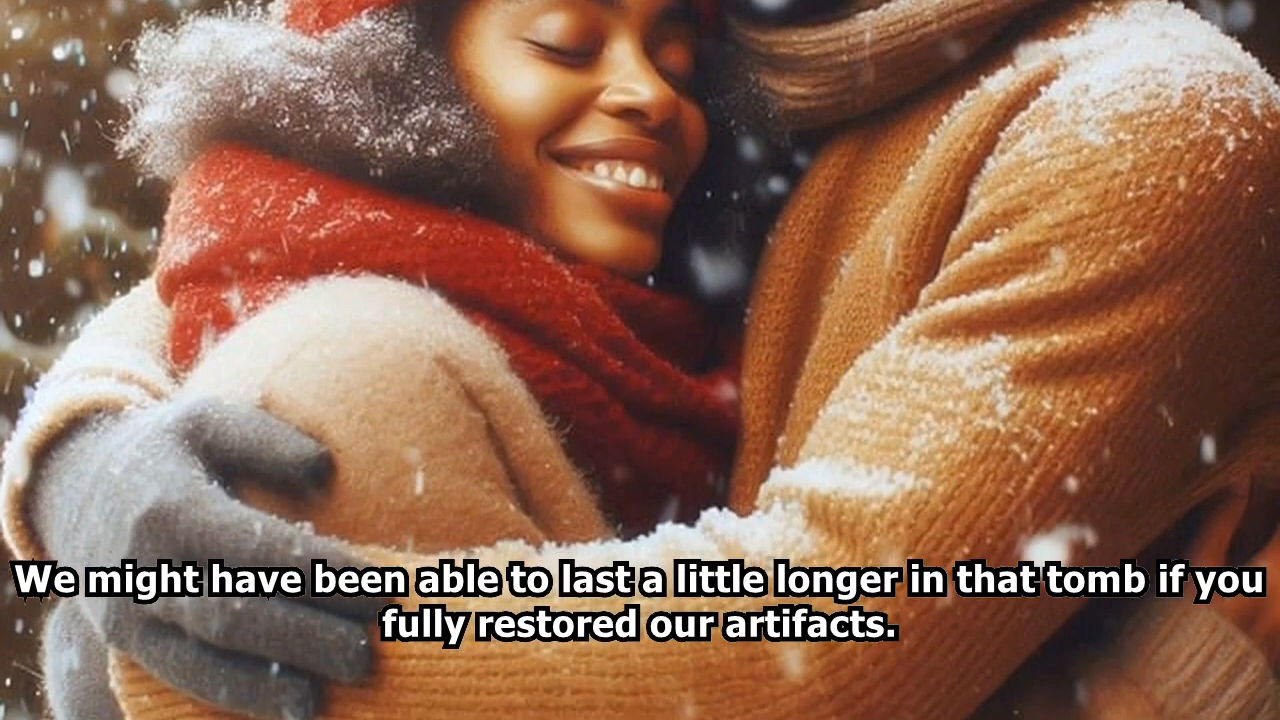 We might have been able to last a little longer in that tomb if you
fully restored our artifacts.